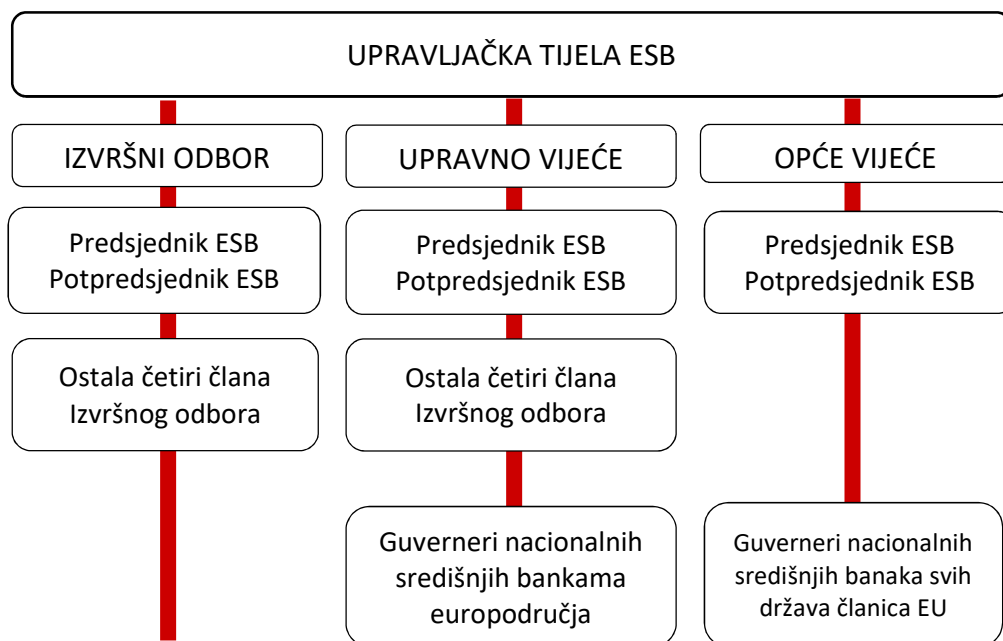 UPRAVLJAČKA TIJELA ESB
IZVRŠNI ODBOR
Predsjednik ESB
Potpredsjednik ESB
Ostala četiri člana
Izvršnog odbora
UPRAVNO VIJEĆE
Predsjednik ESB
Potpredsjednik ESB
Ostala četiri člana
Izvršnog odbora
Guverneri nacionalnih
središnjih bankama
europodručja
OPĆE VIJEĆE
Predsjednik ESB
Potpredsjednik ESB
Guverneri nacionalnih
središnjih banaka svih
država članica EU